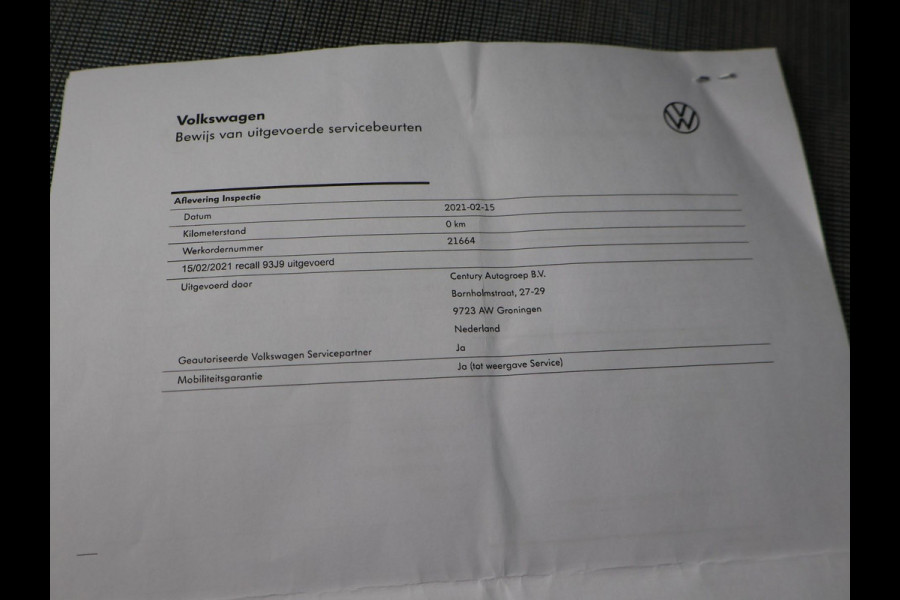 Volkswagen
Bewijs van uitgevoerde servicebeurten
Aflevering Inspectie
Datum 2021-02-15
Kilometerstand 0 km
Werkordernummer 21664
15/02/2021 recall 93J9 uitgevoerd
Uitgevoerd door Century Autogroep B.V.
Bornholmstraat, 27-29
9723 AW Groningen
Nederland
Geautoriseerde Volkswagen Servicepartner Ja
Mobiliteitsgarantie Ja (tot weergave Service)